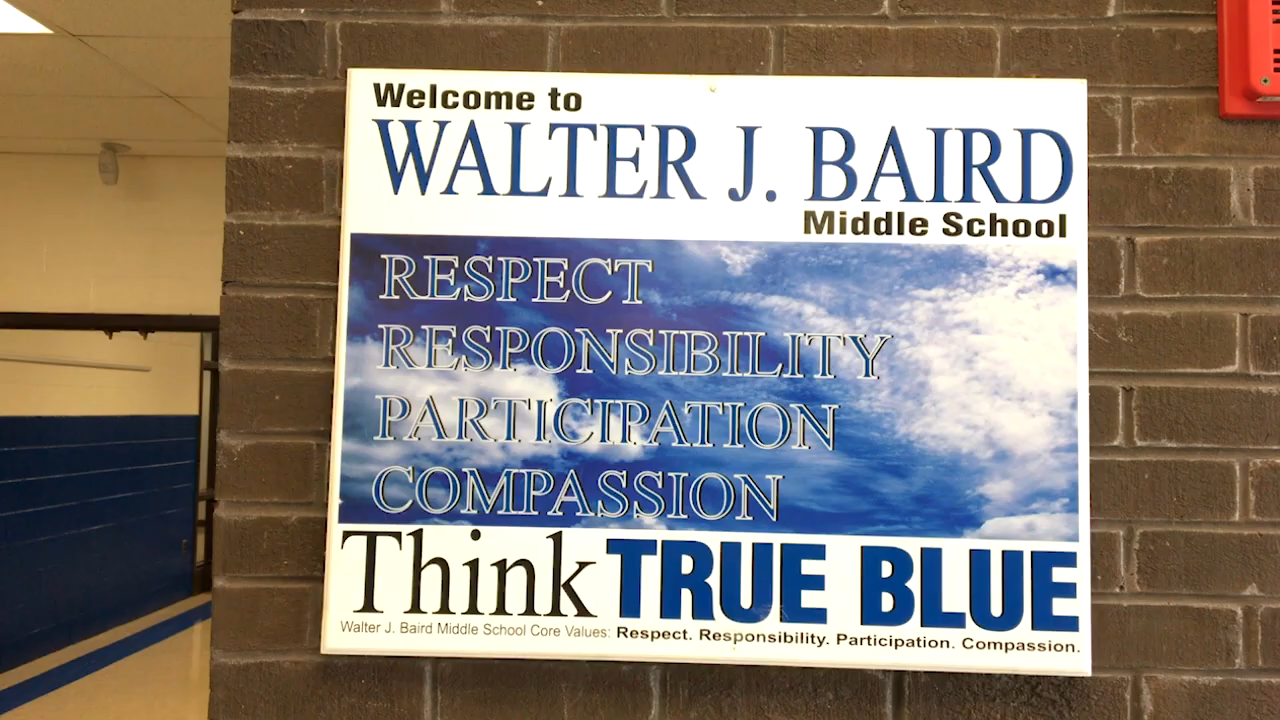 Welcome to
WALTER J. BAIRD
Middle School
RESPECT
RESPONSIBILITY
PARTICIPATION
COMPASSION
Think TRUE BLUE
Walter J. Baird Middle School Core Values: Respect. Responsibility. Participation. Compassion.